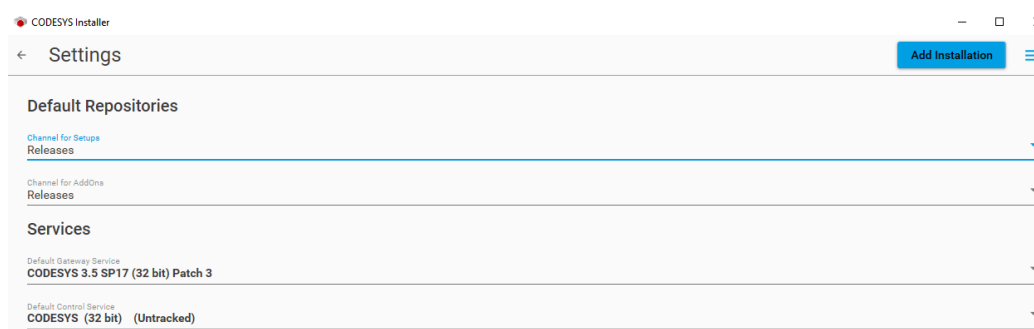 CODESYS Installer
Settings
Add Installation
Default Repositories
Channel for Setups
Releases
Channel for AddOns
Releases
Services
Default Gateway Service
CODESYS 3.5 SP17 (32 bit) Patch 3
Default Control Service
CODESYS (32 bit) (Untracked)